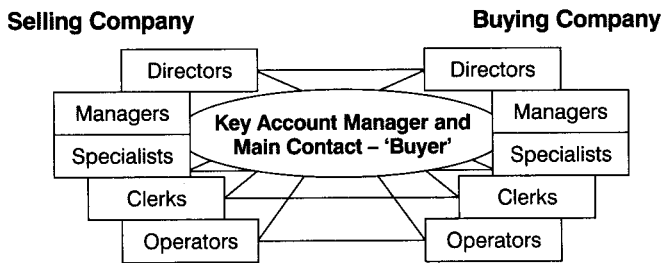 Selling Company
Buying Company
Directors
Directors
Managers
Key Account Manager and
Main Contact – ‘Buyer’
Managers
Specialists
Specialists
Clerks
Clerks
Operators
Operators